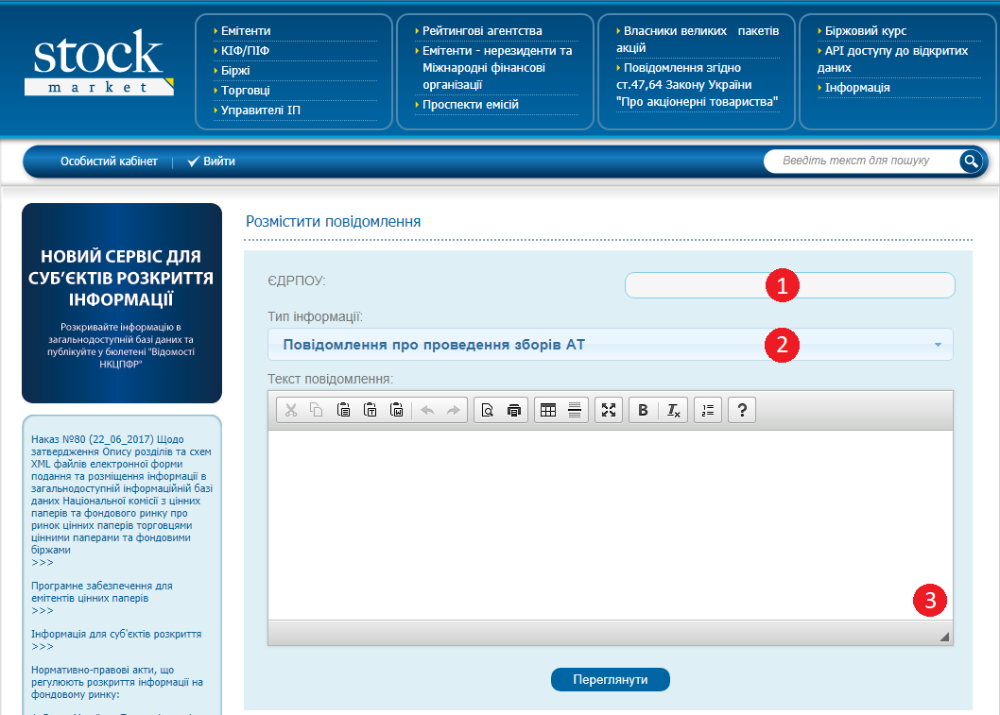 stock
market
Емітенти
КІФ/ПІФ
Біржі
Торговці
Управителі ІП
Рейтингові агентства
Емітенти - нерезиденти та
Міжнародні фінансові
організації
Проспекти емісій
Власники великих пакетів
акцій
Повідомлення згідно
ст.47,64 Закону України
"Про акціонерні товариства"
Біржовий курс
АРІ доступу до відкритих
даних
Інформація
Особистий кабінет
Вийти
Введіть текст для пошуку
НОВИЙ СЕРВІС ДЛЯ
СУБ'ЄКТІВ РОЗКРИТТЯ
ІНФОРМАЦІЇ
Розкривайте інформацію в
загальнодоступній базі даних та
публікуйте у бюлетені "Відомості
НКЦПФР"
Наказ №80 (22_06_2017) Щодо
затвердження Опису розділів та схем
XML файлів електронної форми
подання та розміщення інформації в
загальнодоступній інформаційній базі
даних Національної комісії з цінних
паперів та фондового ринку про
ринок цінних паперів торговцями
цінними паперами та фондовими
біржами
>>>
Програмне забезпечення для
емітентів цінних паперів
>>>
Інформація для суб'єктів розкриття
>>>
Нормативно-правові акти, що
регулюють розкриття інформації на
фондовому ринку:
Розмістити повідомлення
ЄДРПОУ:
1
Тип інформації:
Повідомлення про проведення зборів АТ
2
Текст повідомлення:
B
?
3
Переглянути